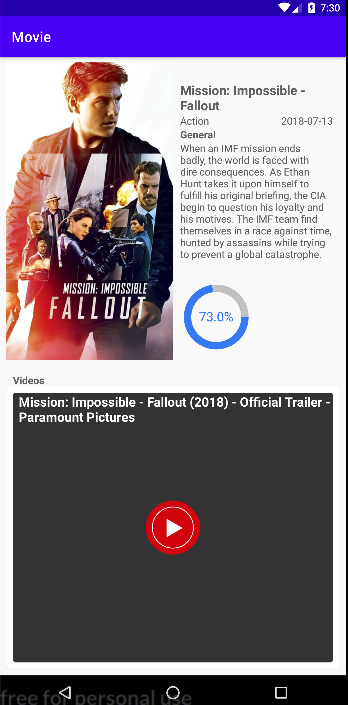 7:30
Movie
Mission: Impossible -
Fallout
Action 2018-07-13
General
When an IMF mission ends
badly, the world is faced with
dire consequences. As Ethan
Hunt takes it upon himself to
fulfill his original briefing, the CIA
begin to question his loyalty and
his motives. The IMF team find
themselves in a race against time,
hunted by assassins while trying
to prevent a global catastrophe.
MISSION: IMPOSSIBLE
FALLOUT
73.0%
Videos
Mission: Impossible - Fallout (2018) - Official Trailer -
Paramount Pictures
free for personal use